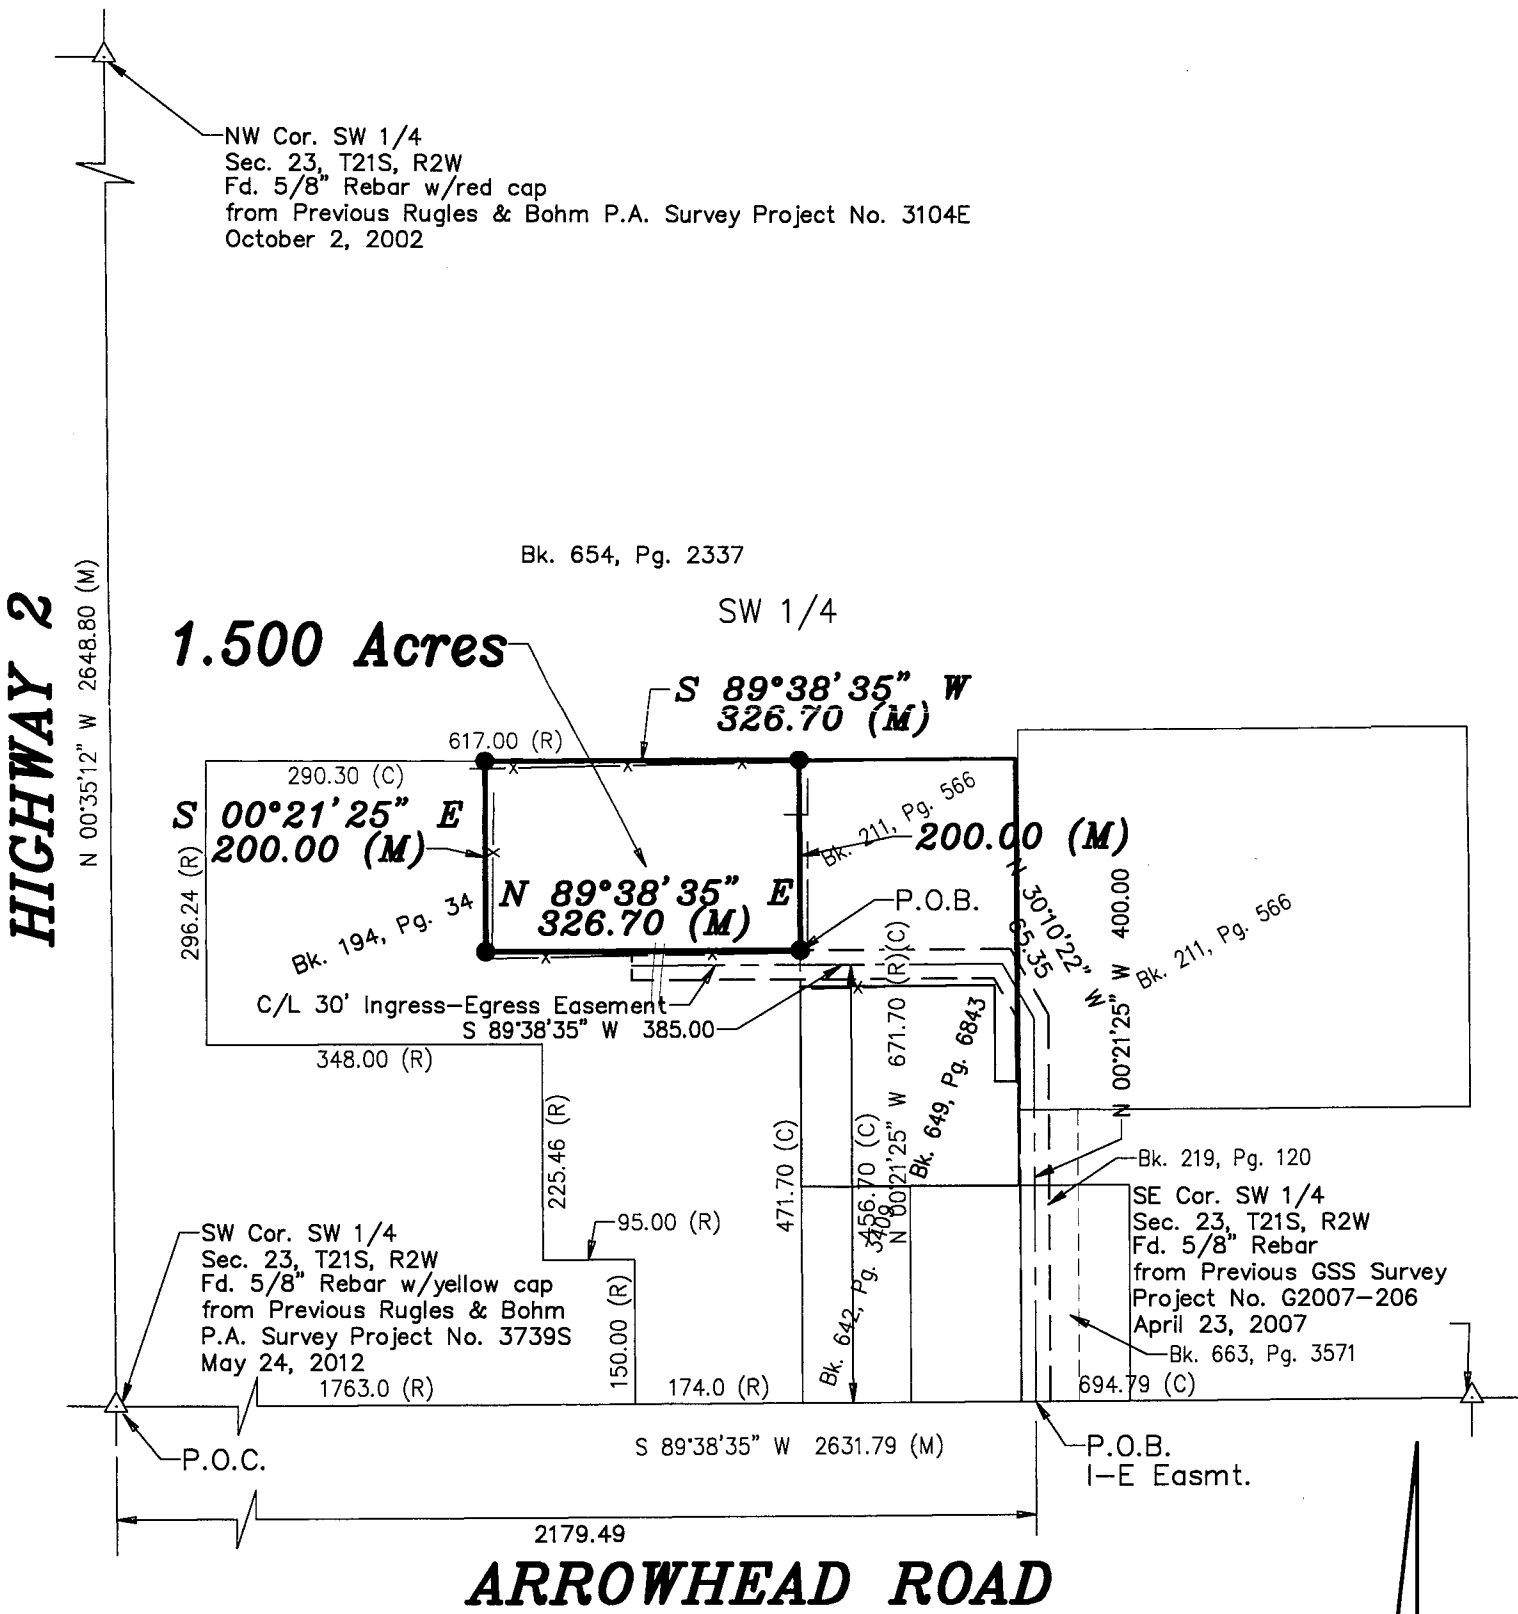 NW Cor. SW 1/4
Sec. 23, T21S, R2W
Fd. 5/8" Rebar w/red cap
from Previous Rugles & Bohm P.A. Survey Project No. 3104E
October 2, 2002
HIGHWAY 2
N 00°35'12" W 2648.80 (M)
Bk. 654, Pg. 2337
SW 1/4
1.500 Acres
S 89°38'35" W
326.70 (M)
617.00 (R)
290.30 (C)
S 00°21'25" E
200.00 (M)
296.24 (R)
Bk. 194, Pg. 34
N 89°38'35" E
326.70 (M)
Bk. 211, Pg. 566
200.00 (M)
P.O.B.
N 30°10'22" W
65.35
N 00°21'25" W 400.00
Bk. 211, Pg. 566
C/L 30' Ingress-Egress Easement
S 89°38'35" W 385.00
348.00 (R)
225.46 (R)
95.00 (R)
150.00 (R)
471.70 (C)
456.70 (C)
N 00°21'25" W 671.70 (R)(C)
Bk. 649, Pg. 6843
Bk. 642, Pg. 3409
Bk. 219, Pg. 120
SE Cor. SW 1/4
Sec. 23, T21S, R2W
Fd. 5/8" Rebar
from Previous GSS Survey
Project No. G2007-206
April 23, 2007
Bk. 663, Pg. 3571
694.79 (C)
SW Cor. SW 1/4
Sec. 23, T21S, R2W
Fd. 5/8" Rebar w/yellow cap
from Previous Rugles & Bohm
P.A. Survey Project No. 3739S
May 24, 2012
1763.0 (R)
174.0 (R)
P.O.C.
S 89°38'35" W 2631.79 (M)
P.O.B.
I-E Easmt.
2179.49
ARROWHEAD ROAD